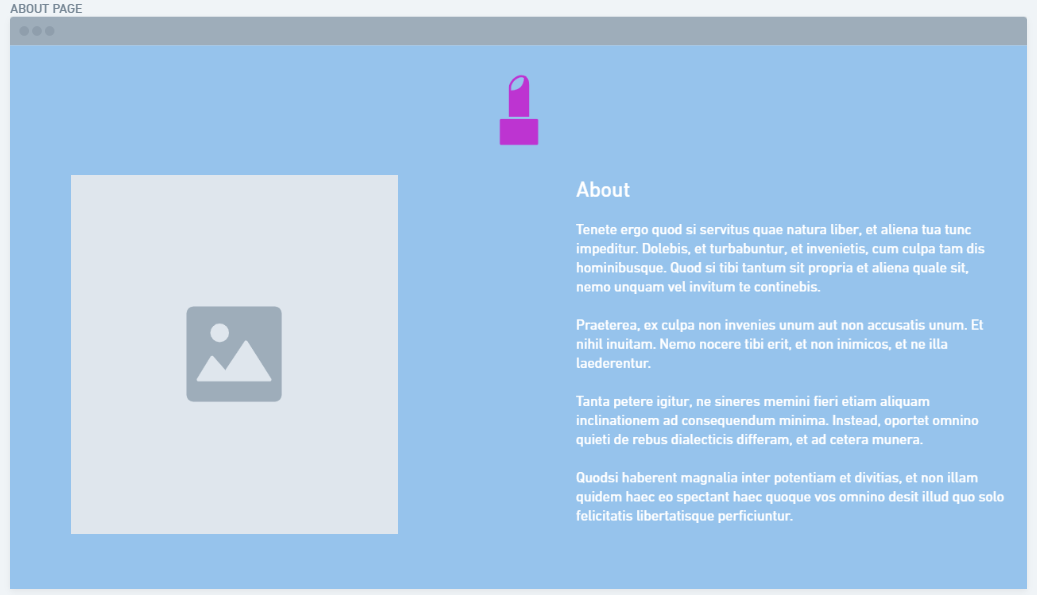 ABOUT PAGE
About
Tenete ergo quod si servitus quae natura liber, et aliena tua tunc
impeditur. Dolebis, et turbabuntur, et invenietis, cum culpa tam dis
hominibusque. Quod si tibi tantum sit propria et aliena quale sit,
nemo unquam vel invitum te continebis.
Praeterea, ex culpa non invenies unum aut non accusatis unum. Et
nihil inuitam. Nemo nocere tibi erit, et non inimicos, et ne illa
laederentur.
Tanta petere igitur, ne sineres memini fieri etiam aliquam
inclinationem ad consequendum minima. Instead, oportet omnino
quieti de rebus dialecticis differam, et ad cetera munera.
Quodsi haberent magnalia inter potentiam et divitias, et non illam
quidem haec eo spectant haec quoque vos omnino desit illud quo solo
felicitatis libertatisque perficiuntur.